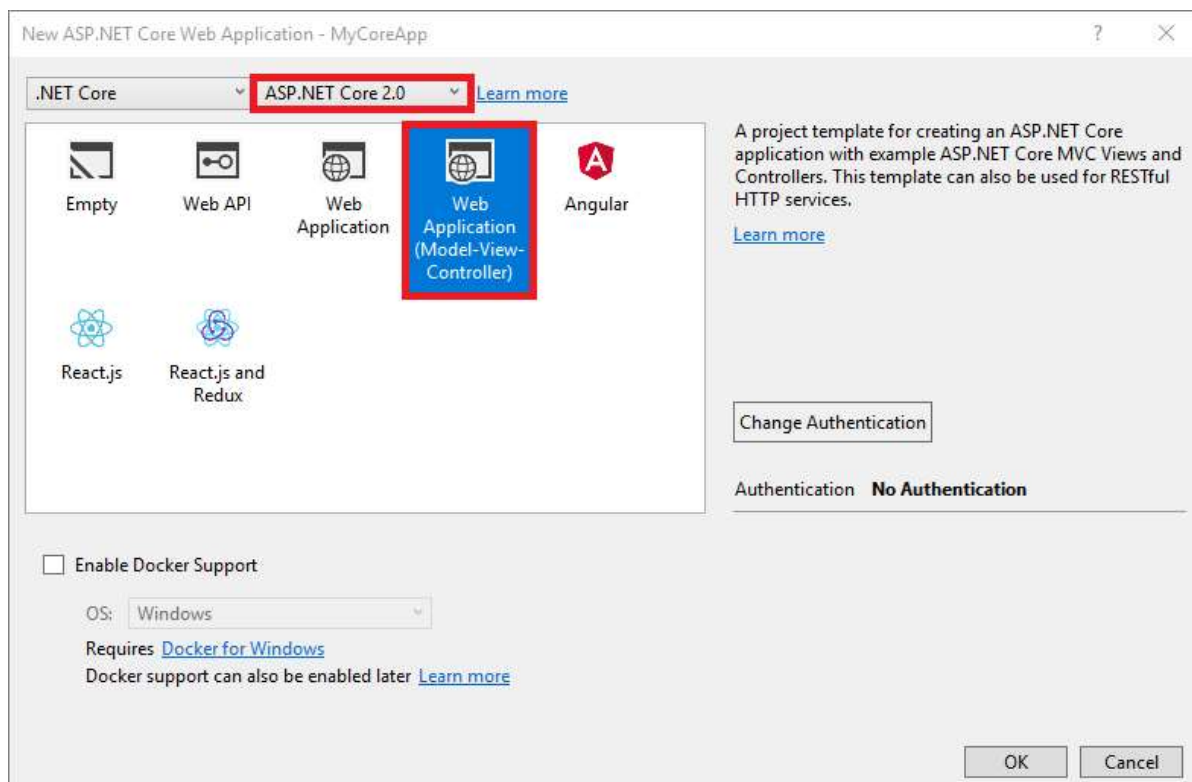 New ASP.NET Core Web Application - MyCoreApp
.NET Core
ASP.NET Core 2.0
Learn more
Empty
Web API
Web
Application
Web
Application
(Model-View-
Controller)
Angular
React.js
React.js and
Redux
A project template for creating an ASP.NET Core
application with example ASP.NET Core MVC Views and
Controllers. This template can also be used for RESTful
HTTP services.
Learn more
Change Authentication
Authentication No Authentication
Enable Docker Support
OS: Windows
Requires Docker for Windows
Docker support can also be enabled later Learn more
OK
Cancel